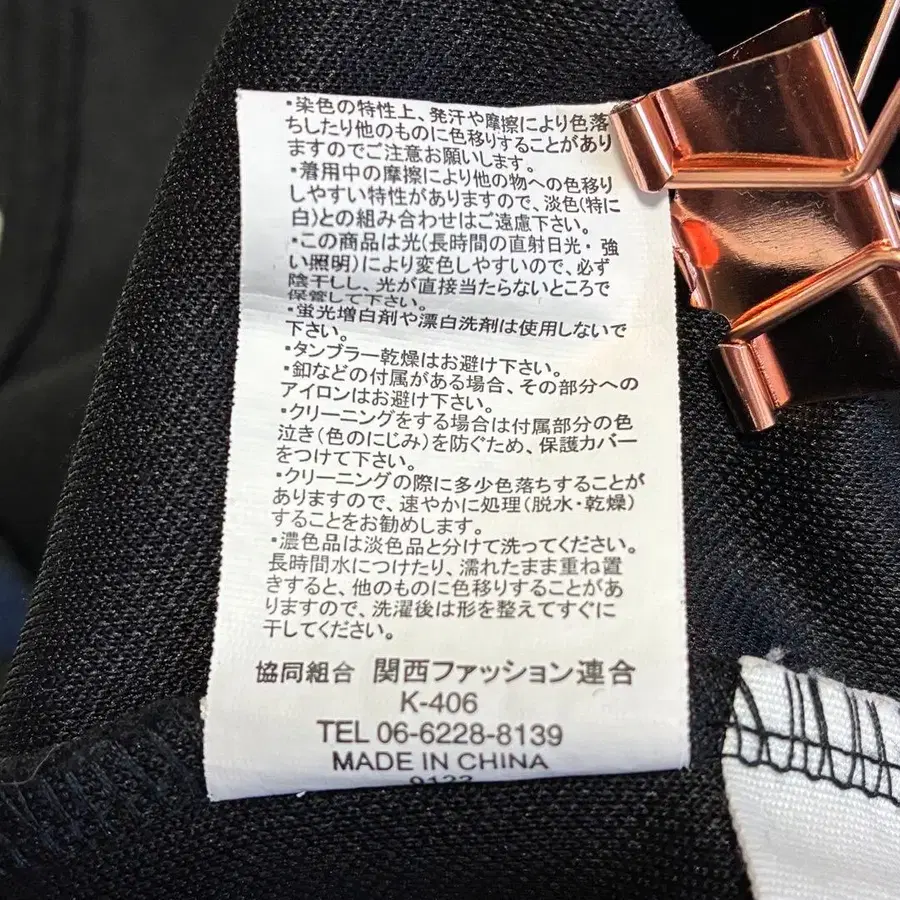 ・染色の特性上、発汗や摩擦により色落
ちしたり他のものに色移りすることがあり
ますのでご注意お願いします。
・着用中の摩擦により他の物への色移り
しやすい特性がありますので、淡色(特に
白)との組み合わせはご遠慮下さい。
・この商品は光(長時間の直射日光・強
い照明)により変色しやすいので、必ず
陰干しし、光が直接当たらないところで
保管して下さい。
・蛍光増白剤や漂白洗剤は使用しないで
下さい。
・タンブラー乾燥はお避け下さい。
・釦などの付属がある場合、その部分への
アイロンはお避け下さい。
・クリーニングをする場合は付属部分の色
泣き(色のにじみ)を防ぐため、保護カバー
をつけて下さい。
・クリーニングの際に多少色落ちすることが
ありますので、速やかに処理(脱水・乾燥)
することをお勧めします。
・濃色品は淡色品と分けて洗ってください。
長時間水につけたり、濡れたまま重ね置
きすると、他のものに色移りすることがあ
りますので、洗濯後は形を整えてすぐに
干してください。
協同組合 関西ファッション連合
K-406
TEL 06-6228-8139
MADE IN CHINA